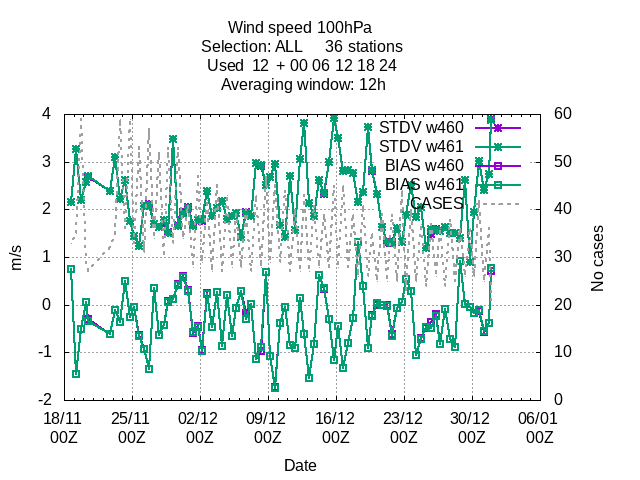 Wind speed 100hPa
Selection: ALL 36 stations
Used 12 + 00 06 12 18 24
Averaging window: 12h
4
3
2
1
0
-1
-2
m/s
60
50
40
30
20
10
0
No cases
STDV w460
STDV w461
BIAS w460
BIAS w461
CASES
18/11 25/11 02/12 09/12 16/12 23/12 30/12 06/01
00Z 00Z 00Z 00Z 00Z 00Z 00Z 00Z
Date